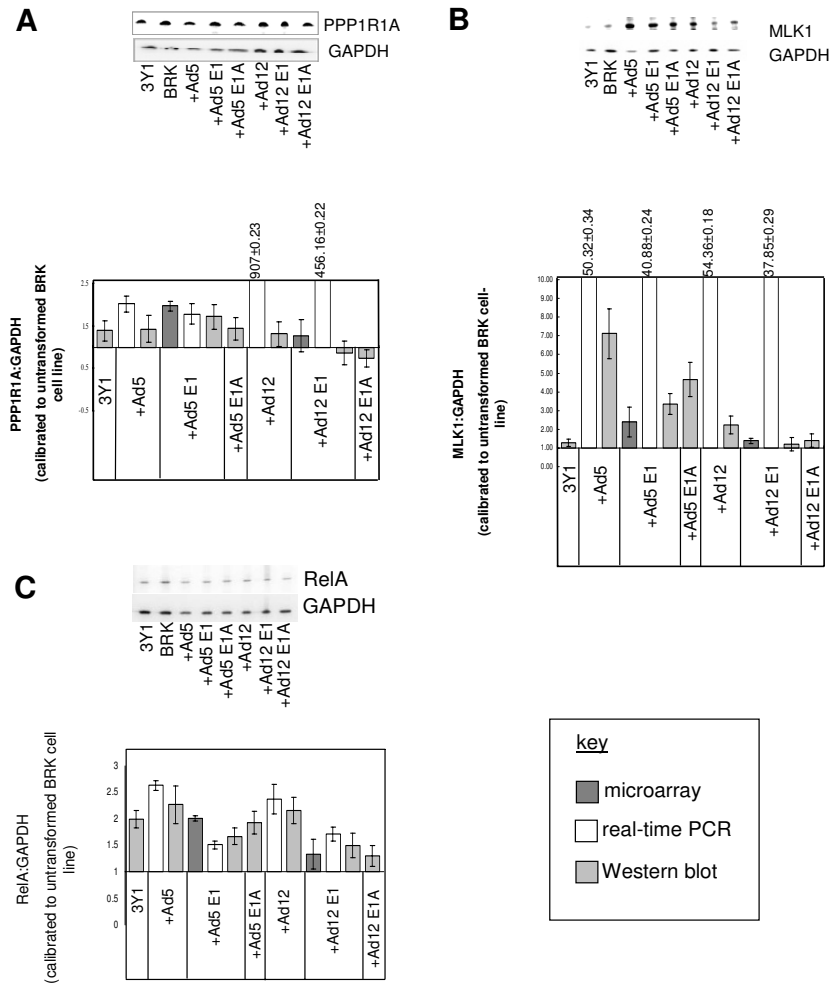 A
PPP1R1A
GAPDH
3Y1
BRK
+Ad5
+Ad5 E1
+Ad5 E1A
+Ad12
+Ad12 E1
+Ad12 E1A
907±0.23
456.16±0.22
PPP1R1A:GAPDH
(calibrated to untransformed BRK
cell line)
2.5
1.5
-0.5
3Y1
+Ad5
+Ad5 E1
+Ad5 E1A
+Ad12
+Ad12 E1
+Ad12 E1A
B
MLK1
GAPDH
3Y1
BRK
+Ad5
+Ad5 E1
+Ad5 E1A
+Ad12
+Ad12 E1
+Ad12 E1A
50.32±0.34
40.88±0.24
54.36±0.18
37.85±0.29
MLK1:GAPDH
(calibrated to untransformed BRK cell-
line)
10.00
9.00
8.00
7.00
6.00
5.00
4.00
3.00
2.00
1.00
0.00
3Y1
+Ad5
+Ad5 E1
+Ad5 E1A
+Ad12
+Ad12 E1
+Ad12 E1A
C
RelA
GAPDH
3Y1
BRK
+Ad5
+Ad5 E1
+Ad5 E1A
+Ad12
+Ad12 E1
+Ad12 E1A
RelA:GAPDH
(calibrated to untransformed BRK cell
line)
3
2.5
2
1.5
1
0.5
0
3Y1
+Ad5
+Ad5 E1
+Ad5 E1A
+Ad12
+Ad12 E1
+Ad12 E1A
key
microarray
real-time PCR
Western blot